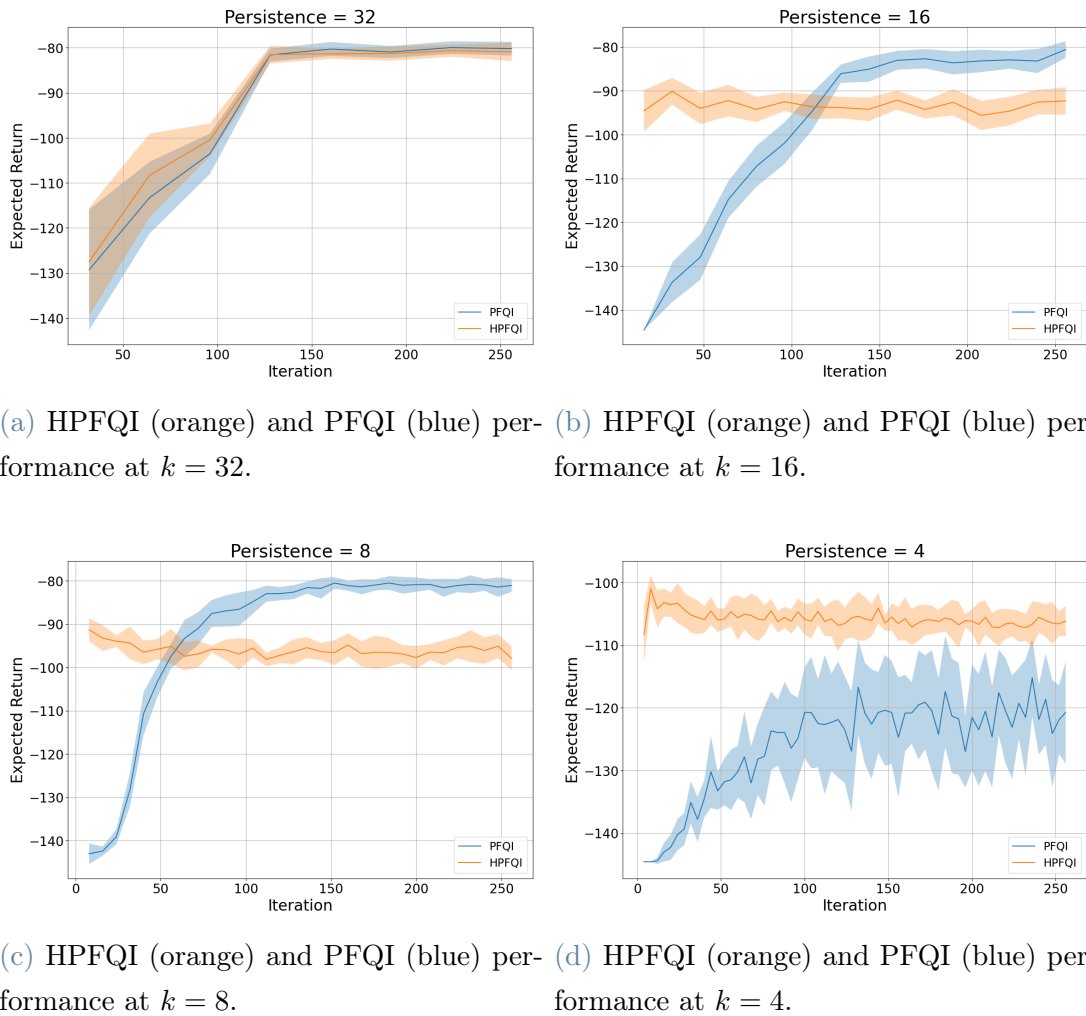 Persistence = 32
−80
−90
−100
−110
−120
−130
−140
Expected Return
50
100
150
200
250
Iteration
PFQI
HPFQI
Persistence = 16
−80
−90
−100
−110
−120
−130
−140
Expected Return
50
100
150
200
250
Iteration
PFQI
HPFQI
(a) HPFQI (orange) and PFQI (blue) per-
formance at k = 32.
(b) HPFQI (orange) and PFQI (blue) per
formance at k = 16.
Persistence = 8
−80
−90
−100
−110
−120
−130
−140
Expected Return
0
50
100
150
200
250
Iteration
PFQI
HPFQI
Persistence = 4
−100
−110
−120
−130
−140
Expected Return
0
50
100
150
200
250
Iteration
PFQI
HPFQI
(c) HPFQI (orange) and PFQI (blue) per-
formance at k = 8.
(d) HPFQI (orange) and PFQI (blue) per
formance at k = 4.